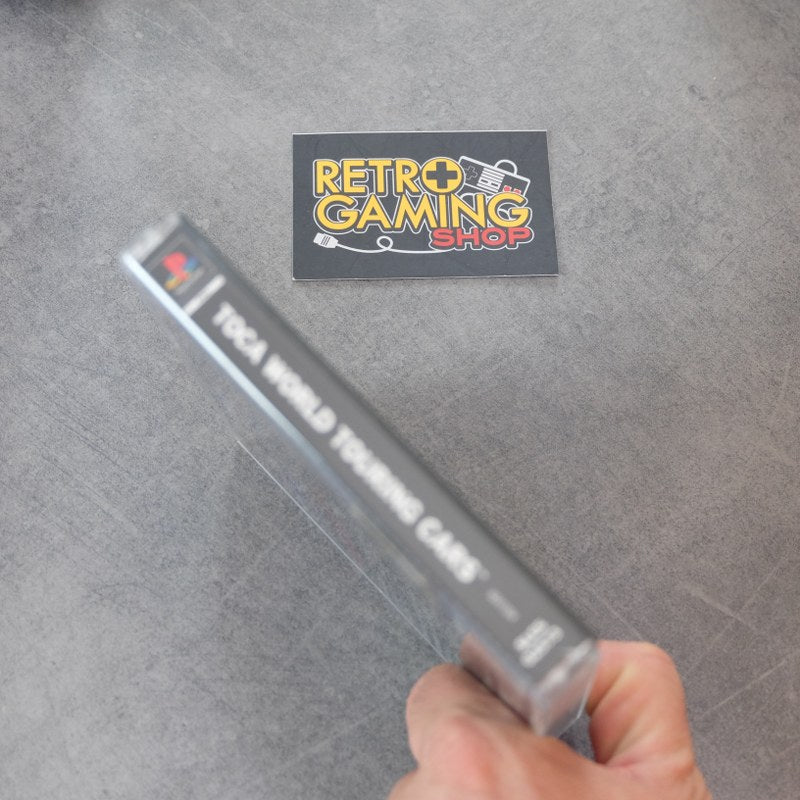 RETRO
GAMING
SHOP
TOCA WORLD TOURING CARS